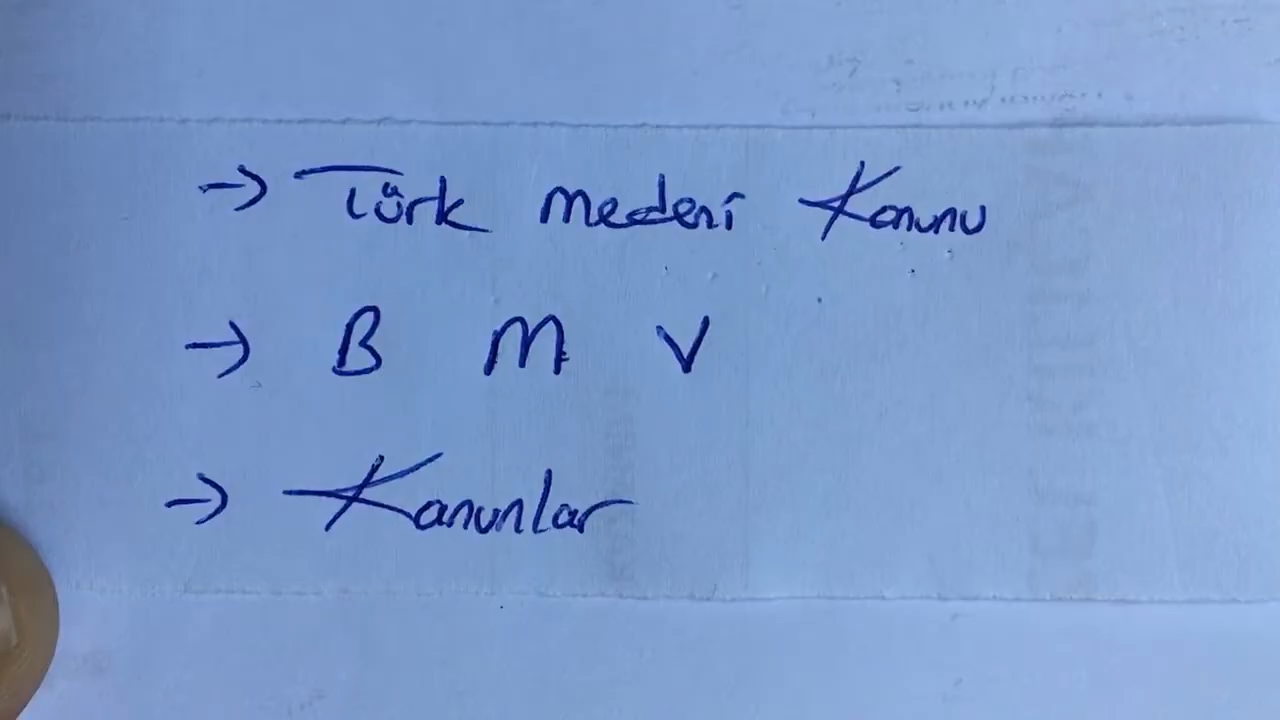 → Türk medeni Kanunu
→ B M V
→ Kanunlar